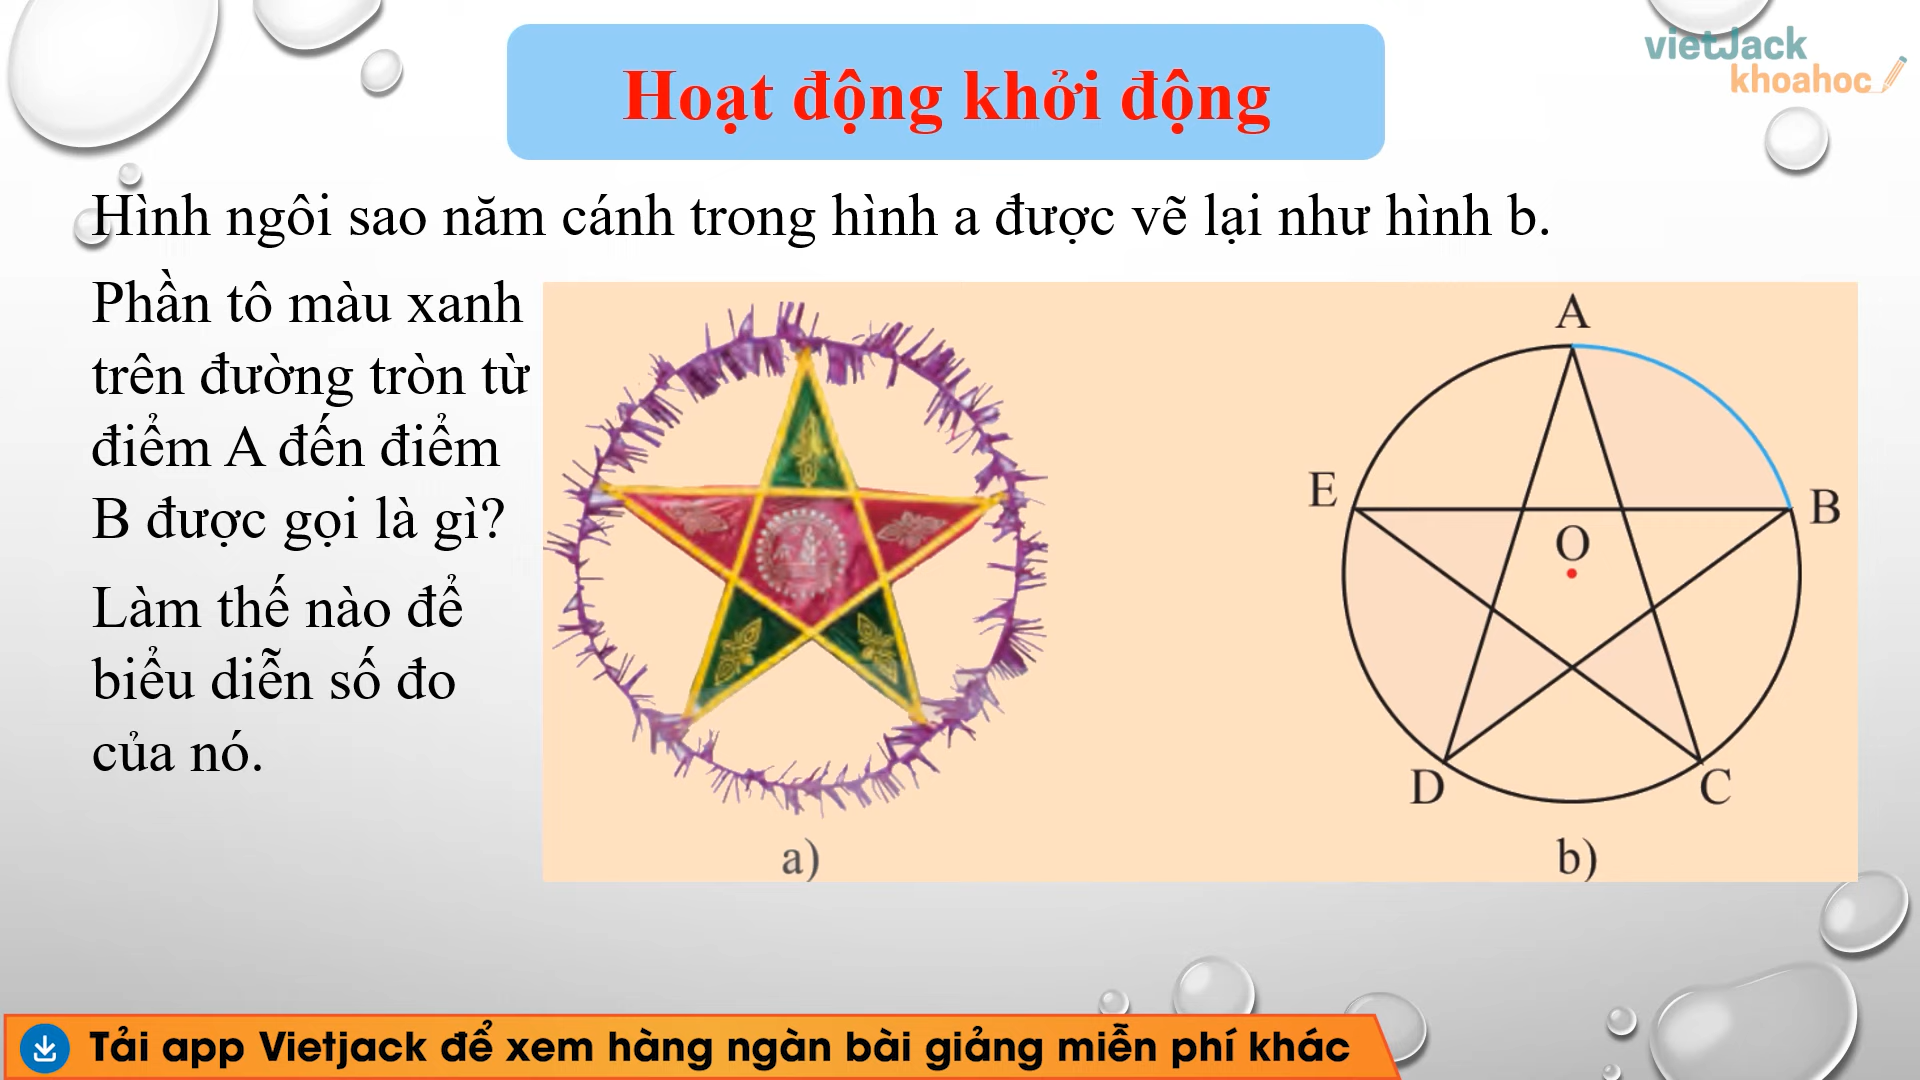 vietJack
khoahoc
Hoạt động khởi động
Hình ngôi sao năm cánh trong hình a được vẽ lại như hình b.
Phần tô màu xanh
trên đường tròn từ
điểm A đến điểm
B được gọi là gì?
Làm thế nào để
biểu diễn số đo
của nó.
A
E
B
O
D
C
a)
b)
Tải app Vietjack để xem hàng ngàn bài giảng miễn phí khác